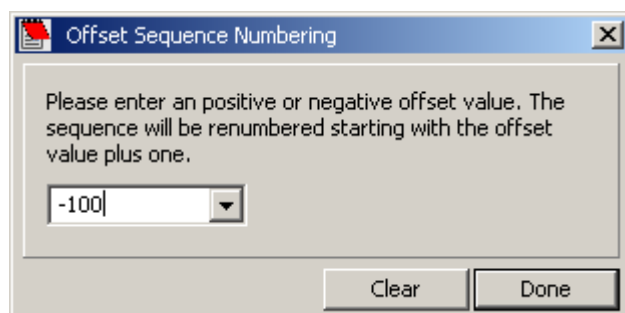 Offset Sequence Numbering
Please enter an positive or negative offset value. The
sequence will be renumbered starting with the offset
value plus one.
-100
Clear Done